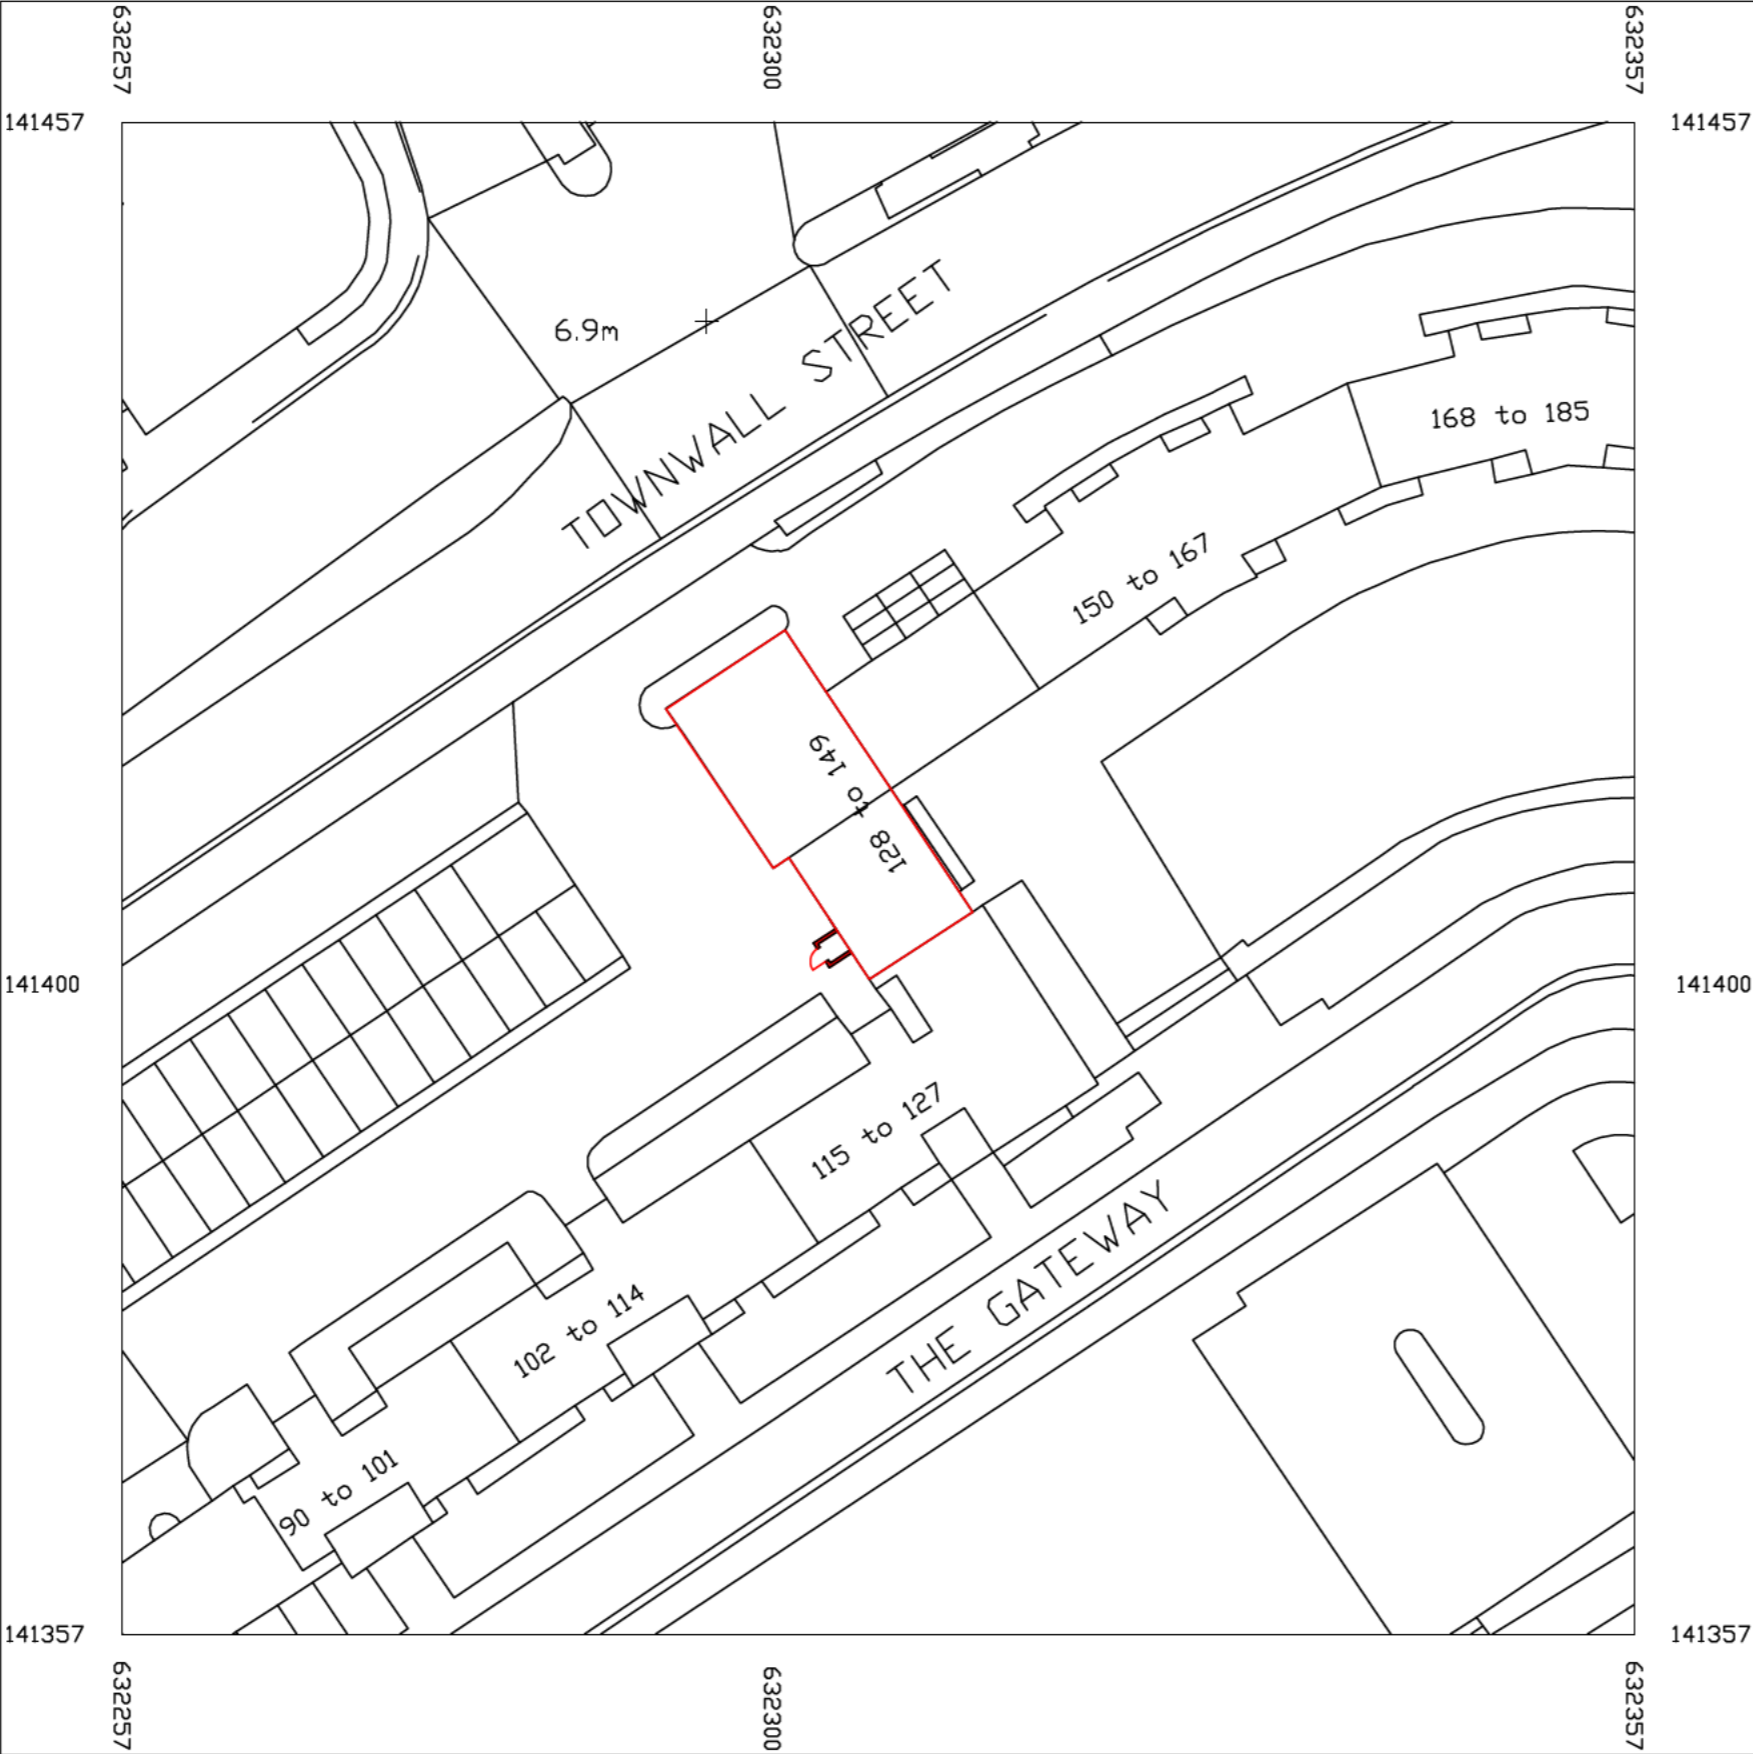 632257
632300
632357
141457
141457
TOWNWALL STREET
6.9m
168 to 185
150 to 167
128 to 149
141400
141400
115 to 127
THE GATEWAY
102 to 114
90 to 101
141357
141357
632257
632300
632357